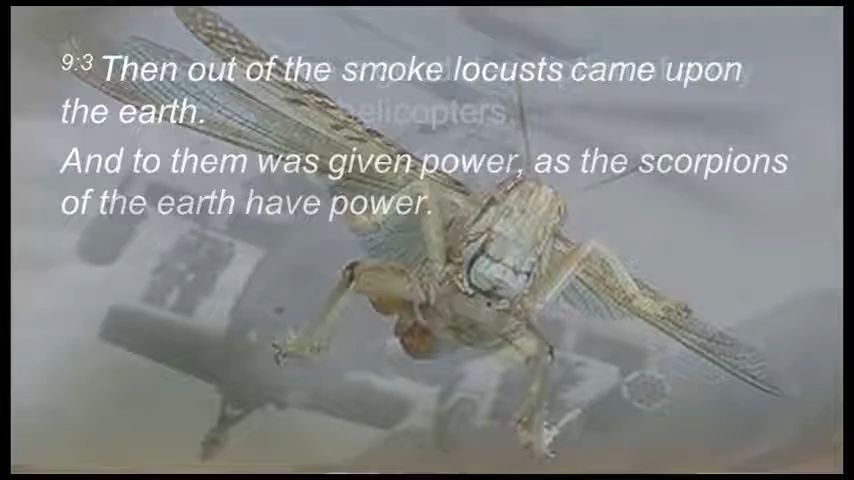 9:3 Then out of the smoke locusts came upon
the earth.
helicopters.
And to them was given power, as the scorpions
of the earth have power.